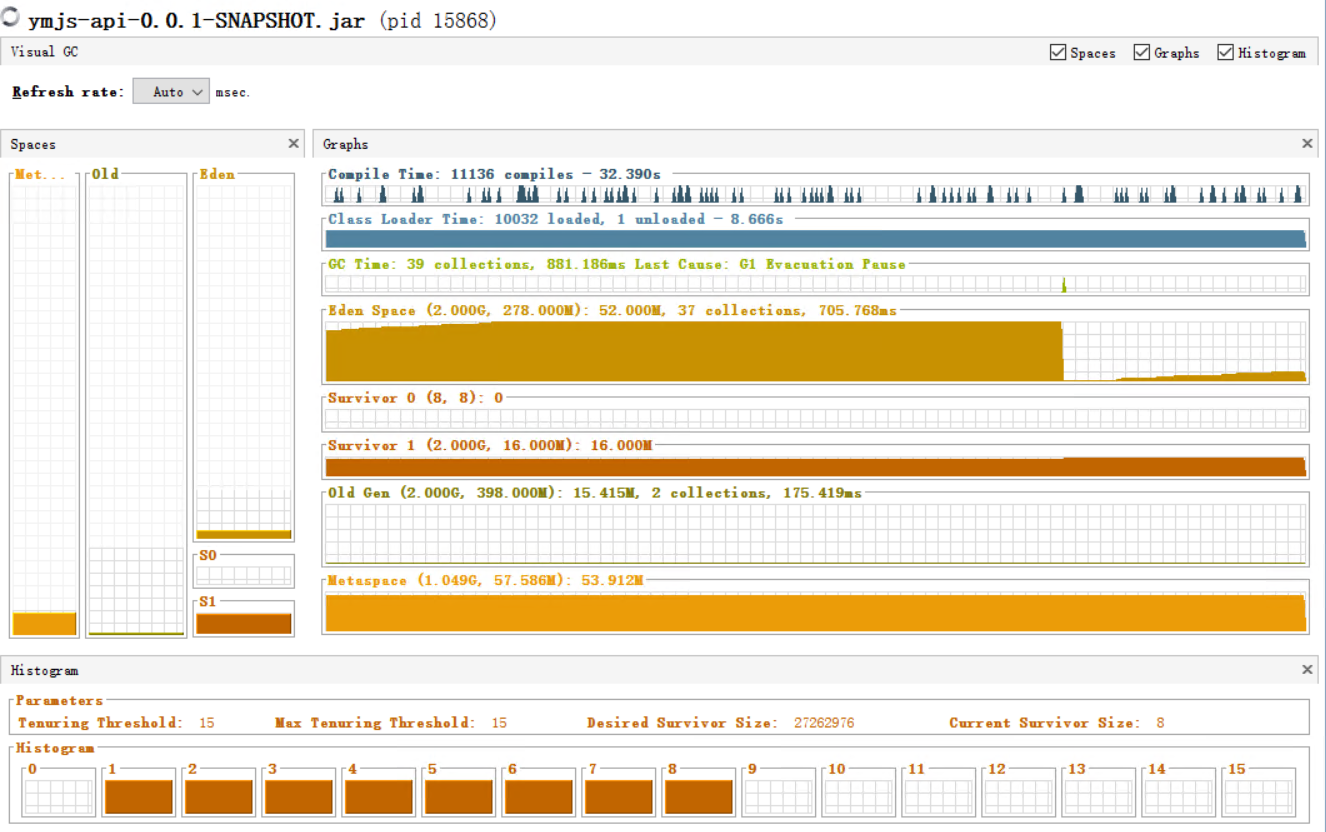 ymjs-api-0.0.1-SNAPSHOT.jar (pid 15868)
Visual GC
Spaces
Graphs
Histogram
Refresh rate:
Auto
msec.
Spaces
Graphs
Met...
Old
Eden
S0
S1
Compile Time: 11136 compiles - 32.390s
Class Loader Time: 10032 loaded, 1 unloaded - 8.666s
GC Time: 39 collections, 881.186ms Last Cause: G1 Evacuation Pause
Eden Space (2.000G, 278.000M): 52.000M, 37 collections, 705.768ms
Survivor 0 (8, 8): 0
Survivor 1 (2.000G, 16.000M): 16.000M
Old Gen (2.000G, 398.000M): 15.415M, 2 collections, 175.419ms
Metaspace (1.049G, 57.586M): 53.912M
Histogram
Parameters
Tenuring Threshold: 15
Max Tenuring Threshold: 15
Desired Survivor Size: 27262976
Current Survivor Size: 8
Histogram
0 1 2 3 4 5 6 7 8 9 10 11 12 13 14 15